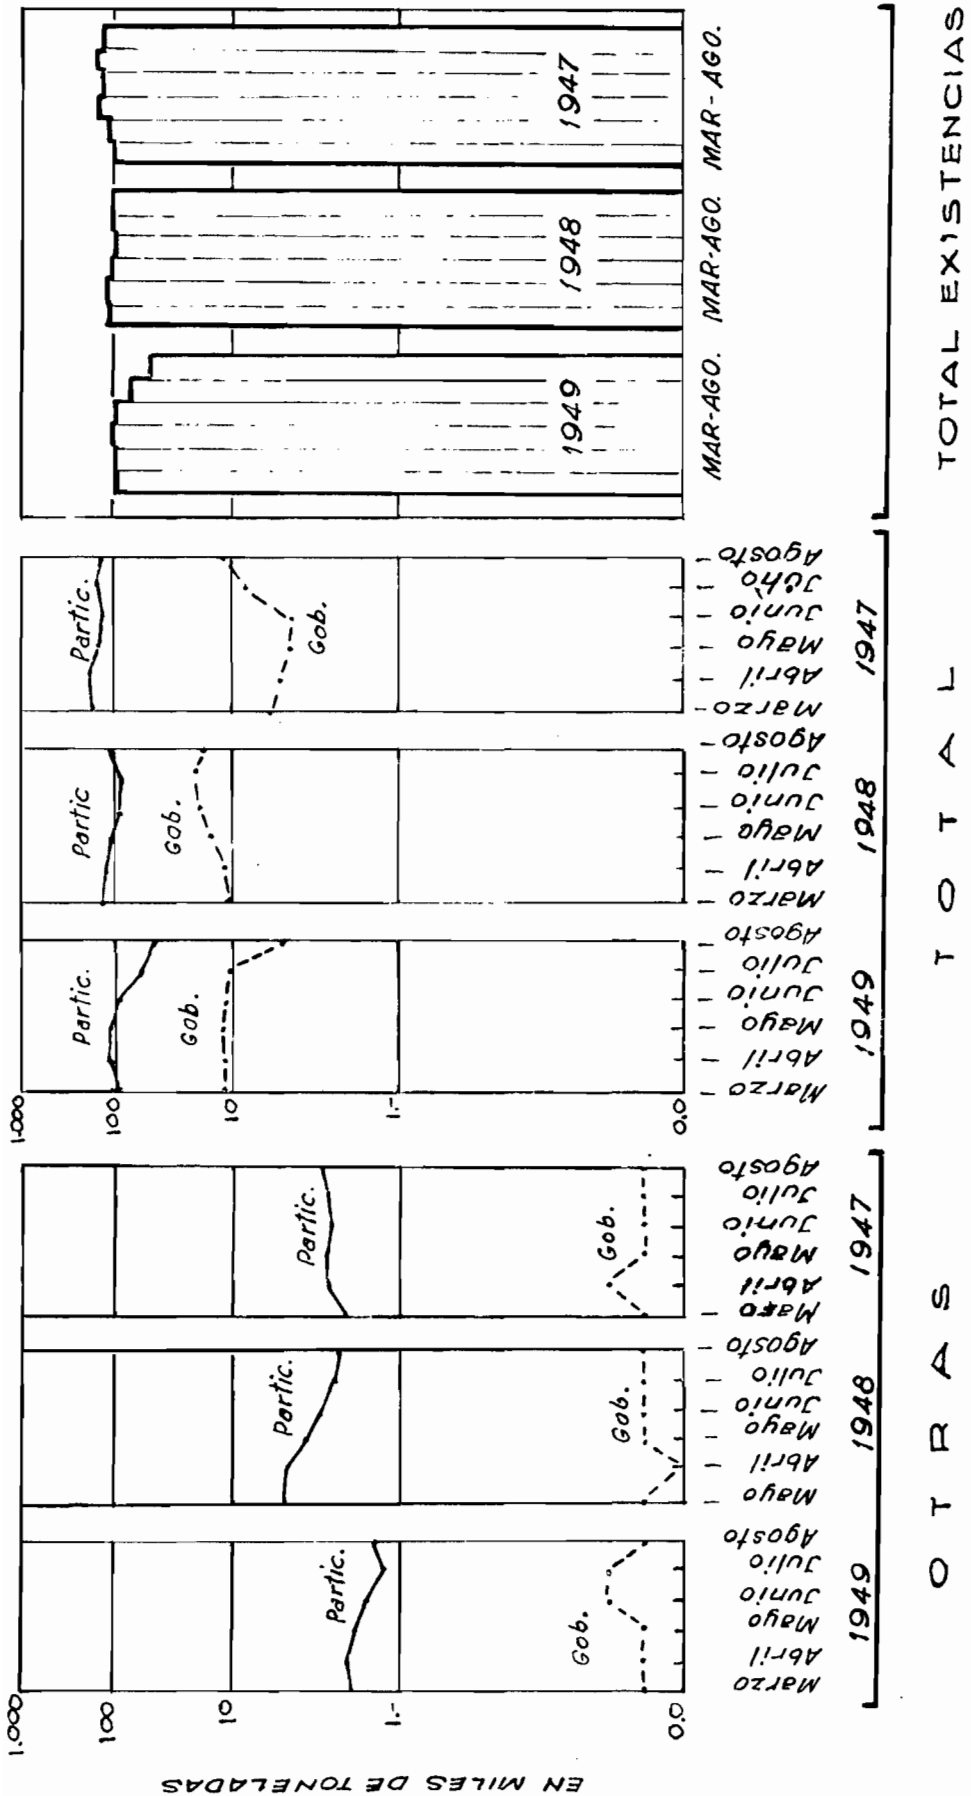 EN MILES DE TONELADAS
1.000
100
10
1.-
0.0
Partic.
Gob.
Marzo
Abril
Mayo
Junio
Julio
Agosto
1949
Partic.
Gob.
Mayo
Abril
Mayo
Junio
Julio
Agosto
1948
Partic.
Gob.
Abril
Mayo
Junio
Julio
Agosto
1947
OTRAS
1.000
100
10
1.-
0.0
Partic.
Gob.
Marzo
Abril
Mayo
Junio
Julio
Agosto
1949
Partic
Gob.
Marzo
Abril
Mayo
Junio
Julio
Agosto
1948
Partic.
Gob.
Marzo
Abril
Mayo
Junio
Agosto
1947
TOTAL
1949
MAR-AGO.
1948
MAR-AGO.
1947
MAR-AGO.
TOTAL EXISTENCIAS